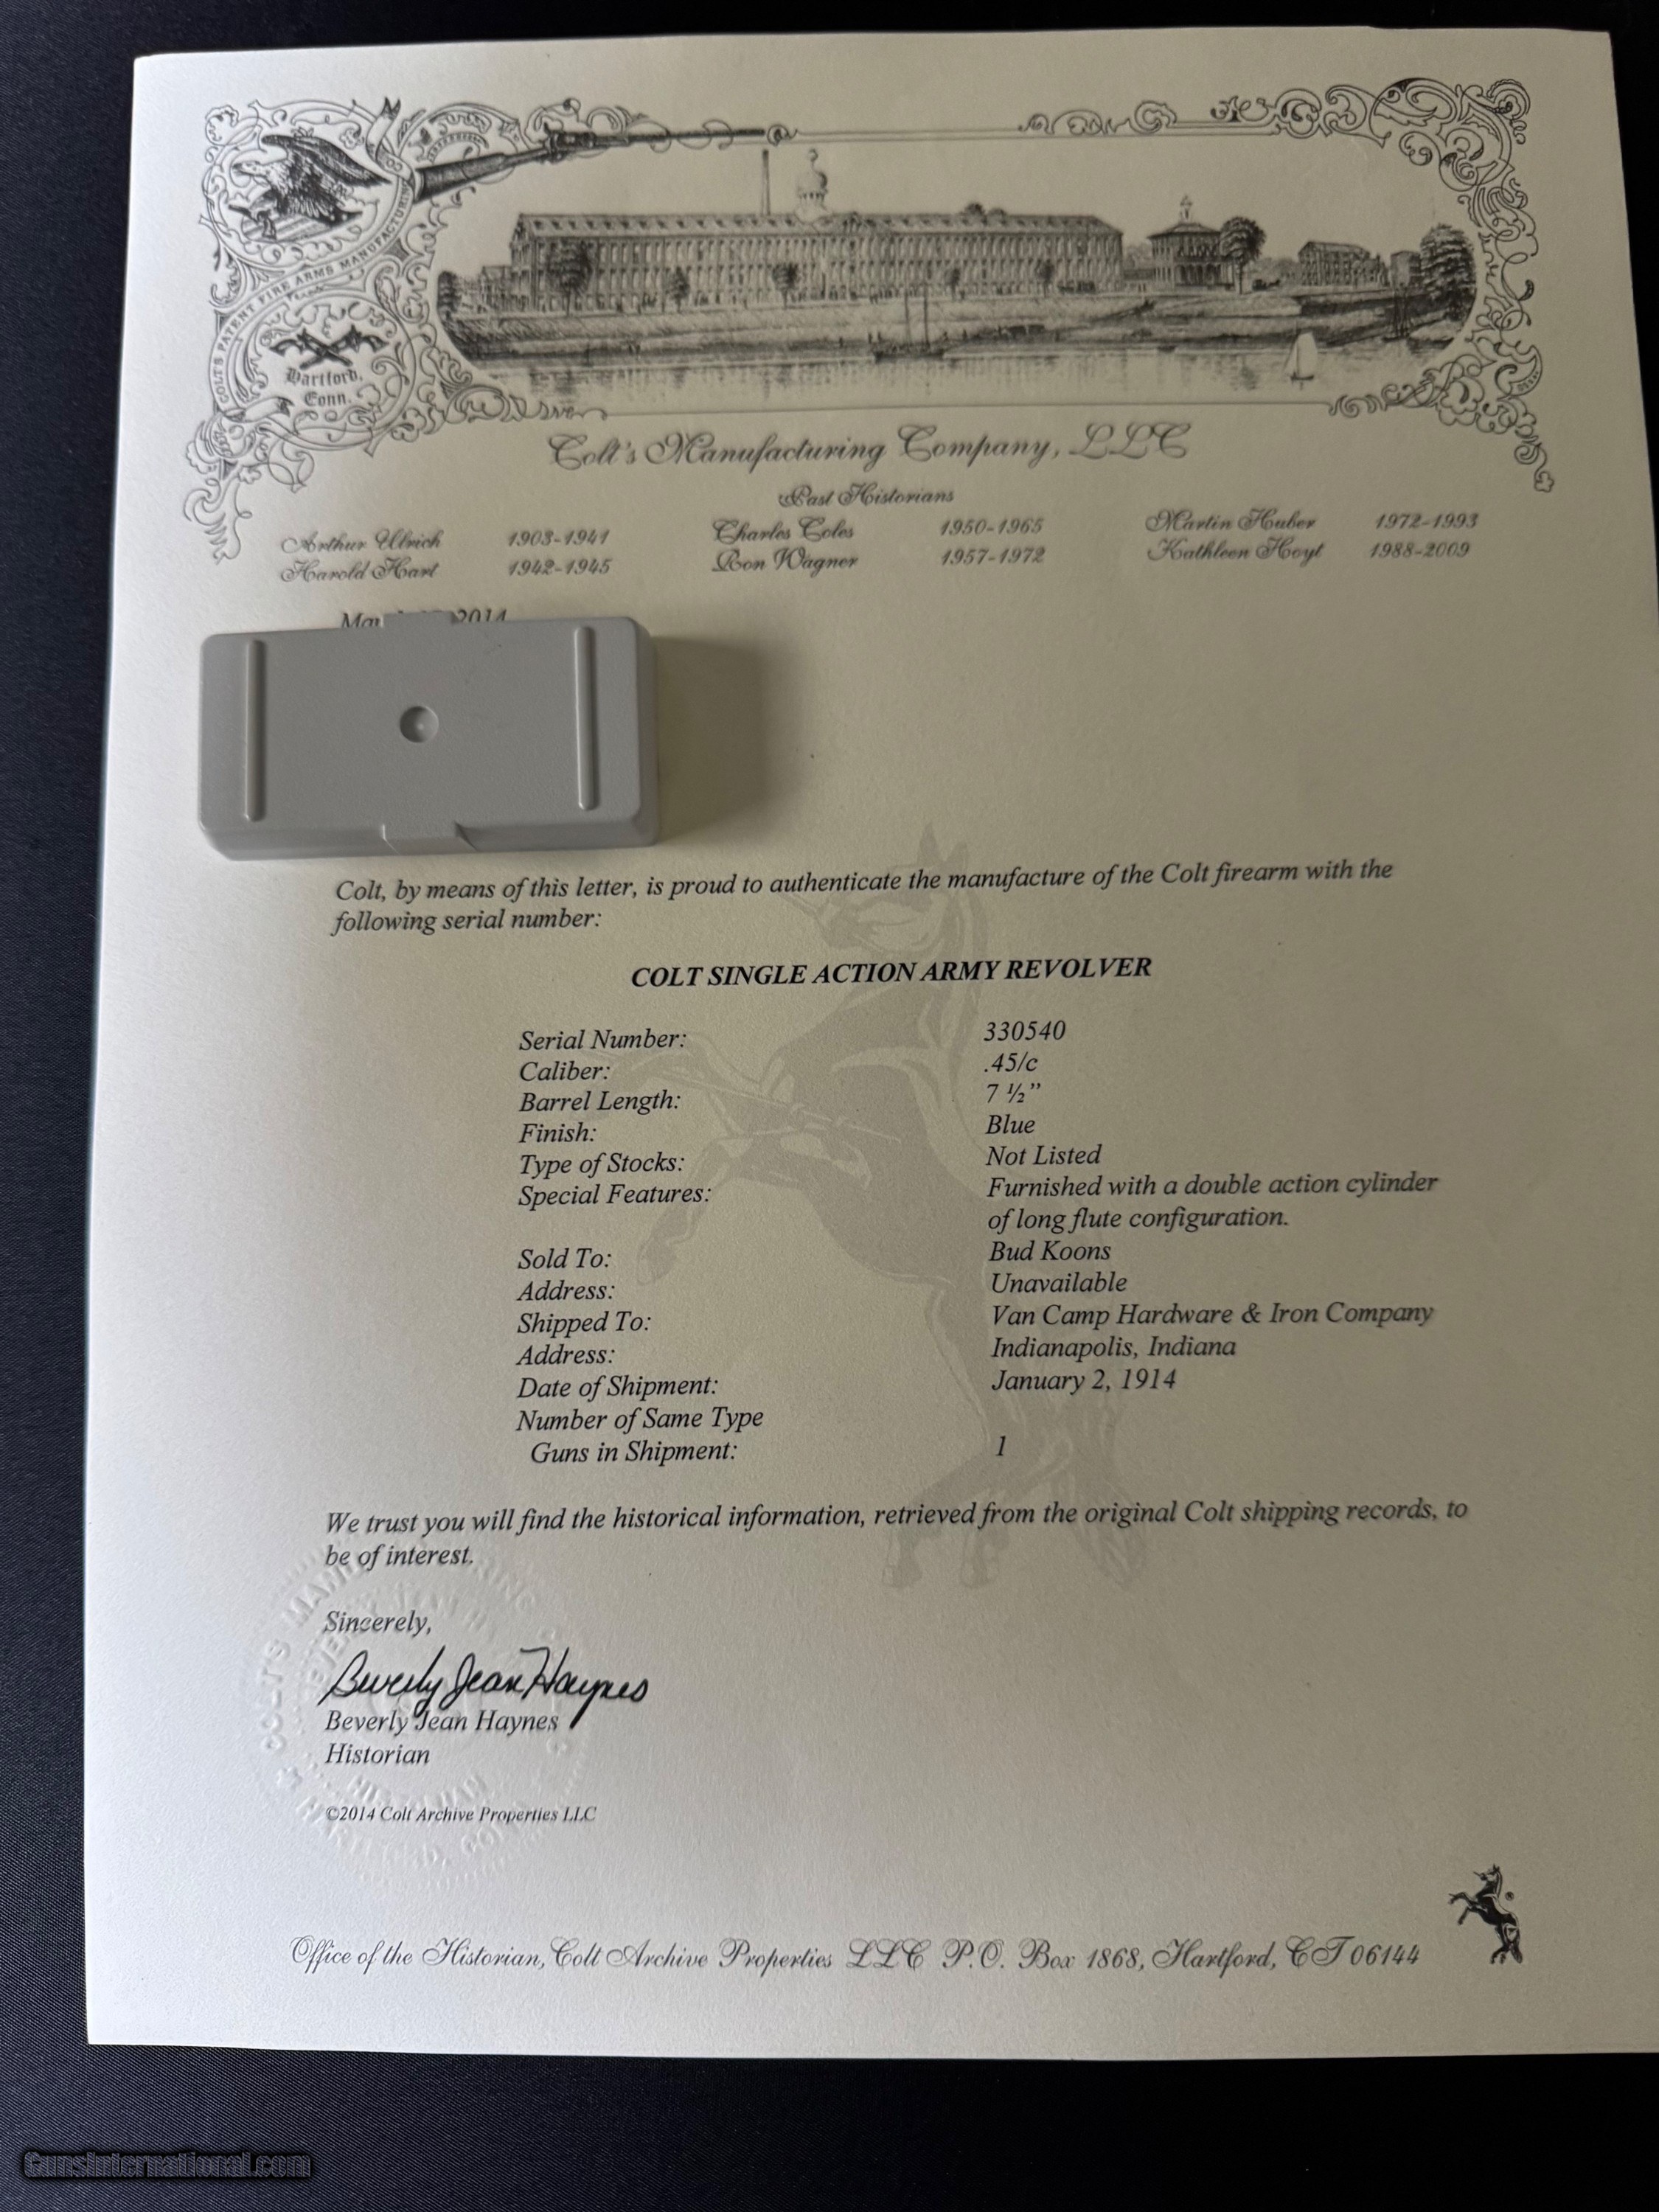 COLT'S PATENT FIRE ARMS MANUFACTURING
Hartford,
Conn.
Colt's Manufacturing Company, LLC
Past Historians
Arthur Ulrich 1903-1941 Charles Coles 1950-1965 Martin Huber 1972-1993
Harold Hart 1942-1945 Ron Wagner 1957-1972 Kathleen Hoyt 1988-2009
2014
Colt, by means of this letter, is proud to authenticate the manufacture of the Colt firearm with the
following serial number:
COLT SINGLE ACTION ARMY REVOLVER
Serial Number: 330540
Caliber: .45/c
Barrel Length: 7 ½”
Finish: Blue
Type of Stocks: Not Listed
Special Features: Furnished with a double action cylinder
of long flute configuration.
Sold To: Bud Koons
Address: Unavailable
Shipped To: Van Camp Hardware & Iron Company
Address: Indianapolis, Indiana
Date of Shipment: January 2, 1914
Number of Same Type
Guns in Shipment: 1
We trust you will find the historical information, retrieved from the original Colt shipping records, to
be of interest.
Sincerely,
Beverly Jean Haynes
Beverly Jean Haynes
Historian
©2014 Colt Archive Properties LLC
Office of the Historian, Colt Archive Properties LLC P.O. Box 1868, Hartford, CT 06144
GunsInternational.com